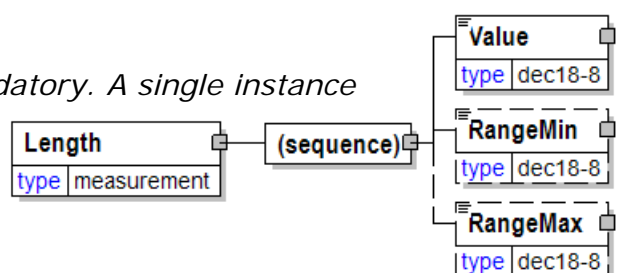 Value
type dec18-8
datory. A single instance
RangeMin
type dec18-8
Length
type measurement
(sequence)
RangeMax
type dec18-8